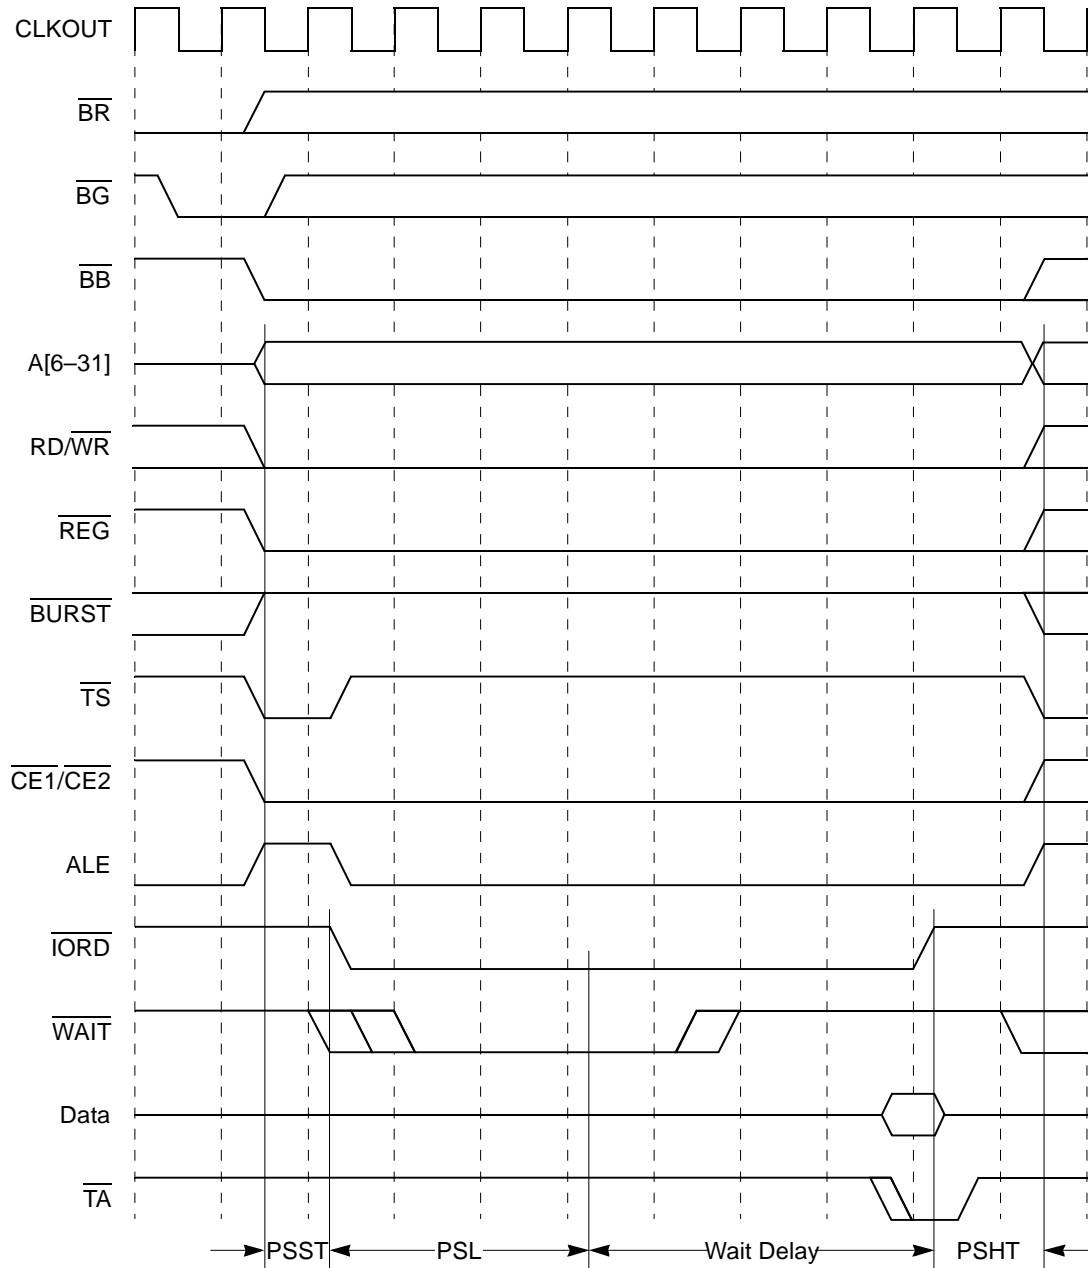 CLKOUT
BR
BG
BB
A[6–31]
RD/WR
REG
BURST
TS
CE1/CE2
ALE
IORD
WAIT
Data
TA
PSST PSL Wait Delay PSHT